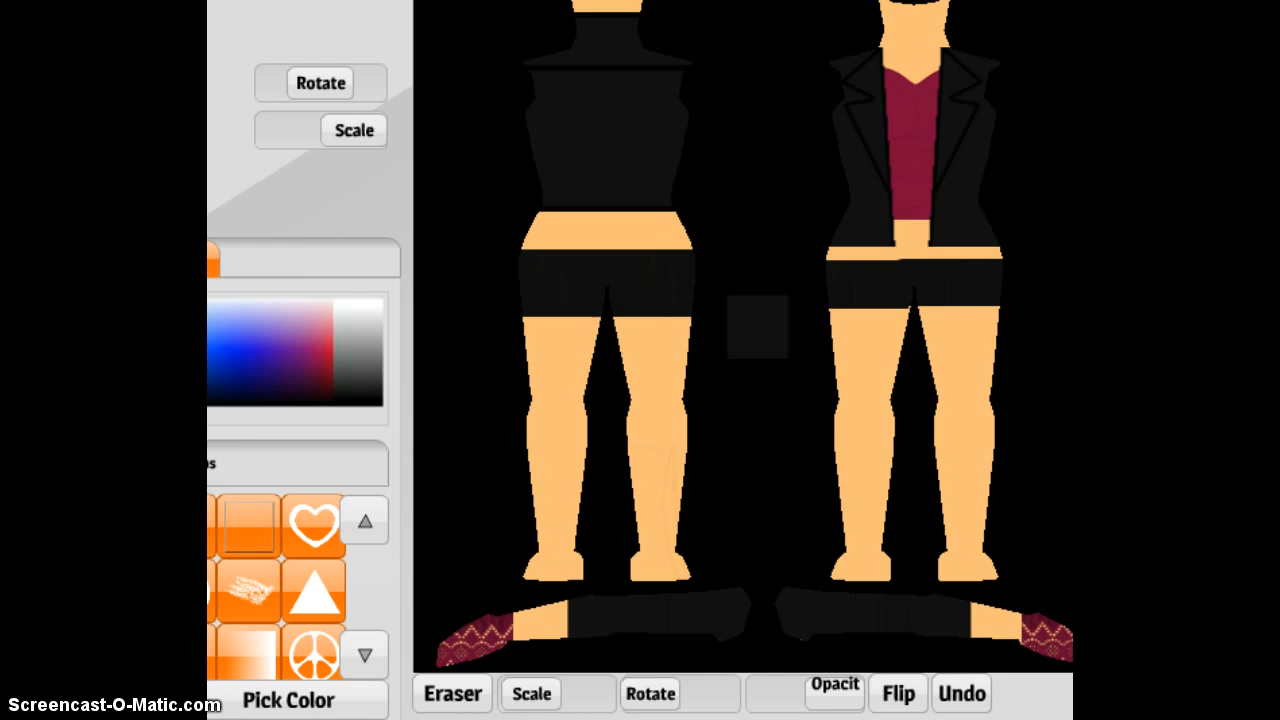 Rotate
Scale
Pick Color
Eraser
Scale
Rotate
Opacit
Flip
Undo
Screencast-O-Matic.com